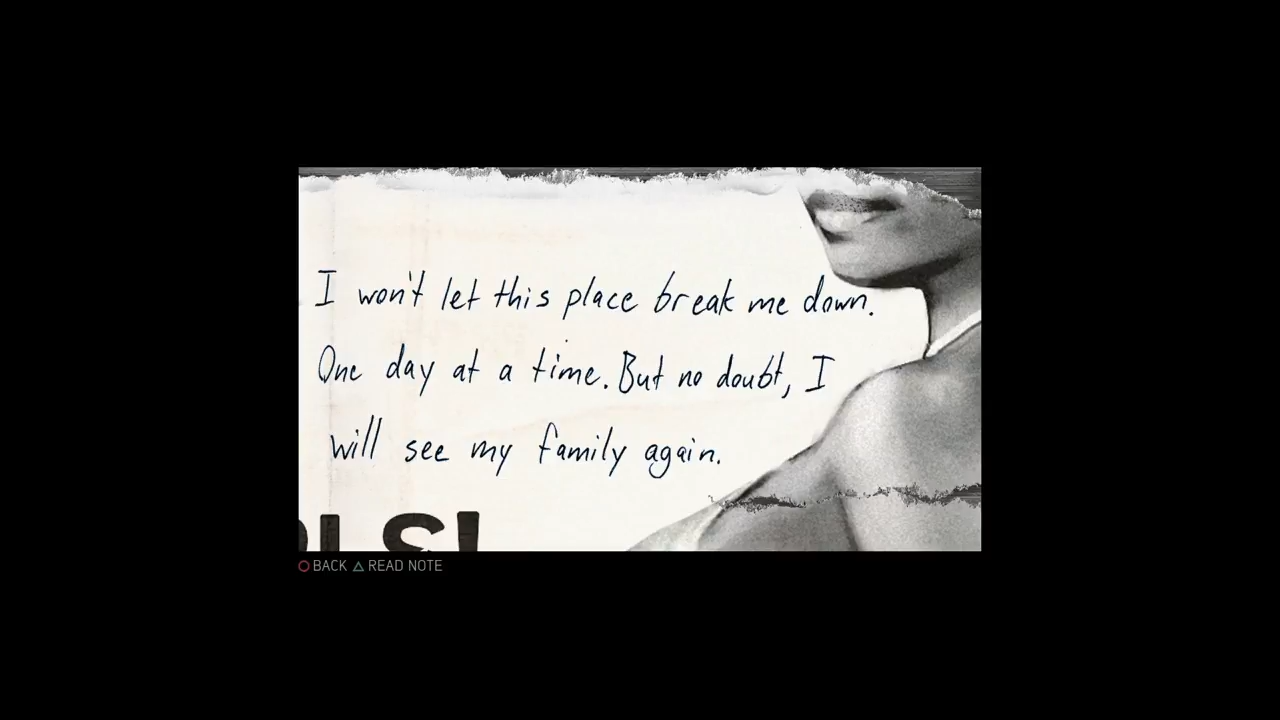 I won't let this place break me down.
One day at a time. But no doubt, I
will see my family again.
LS!
BACK READ NOTE